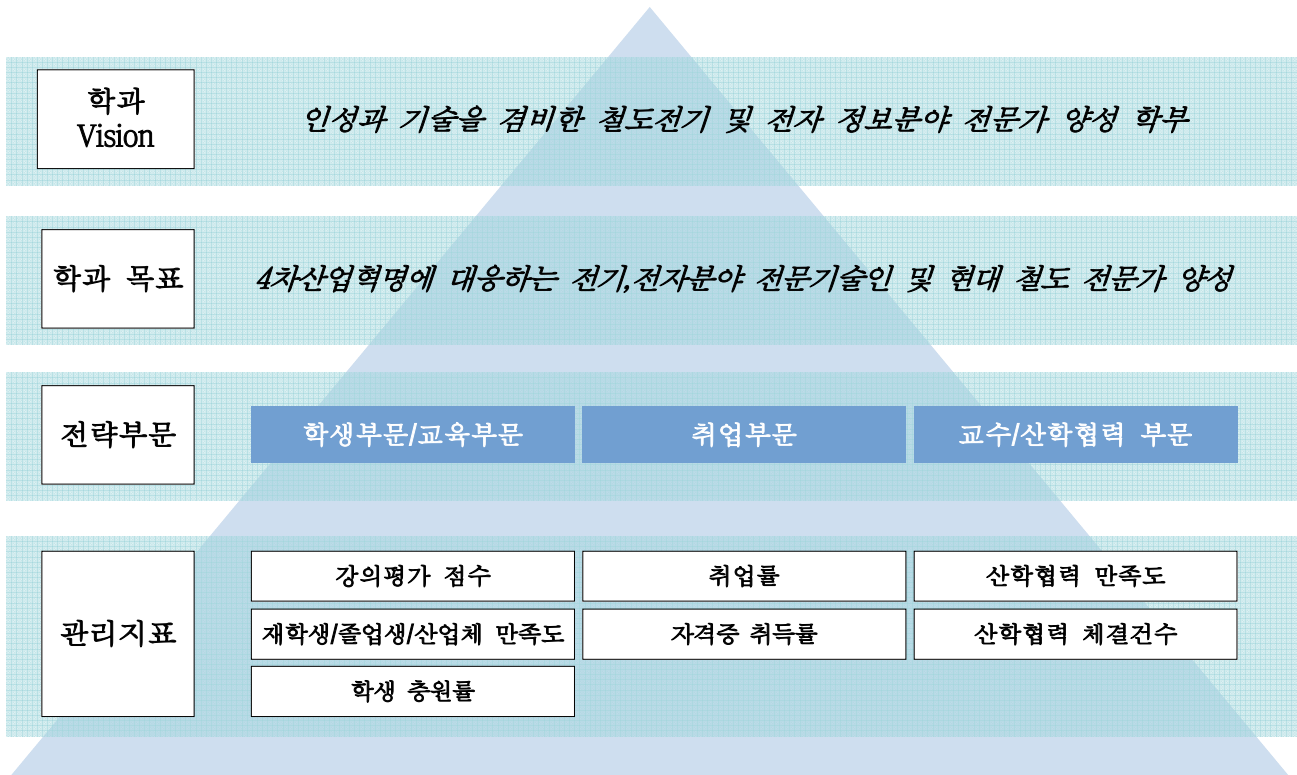 학과
Vision
인성과 기술을 겸비한 철도전기 및 전자 정보분야 전문가 양성 학부
학과 목표
4차산업혁명에 대응하는 전기,전자분야 전문기술인 및 현대 철도 전문가 양성
전략부문
학생부문/교육부문
취업부문
교수/산학협력 부문
관리지표
강의평가 점수
취업률
산학협력 만족도
재학생/졸업생/산업체 만족도
자격증 취득률
산학협력 체결건수
학생 충원률